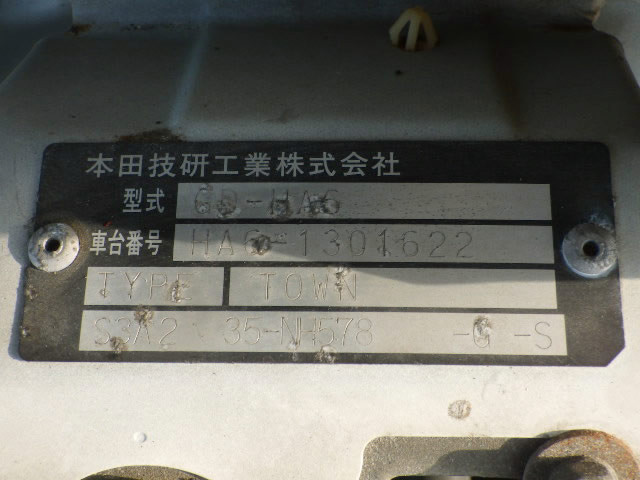 本田技研工業株式会社
型式 GD-HA6
車台番号 HA6-1301622
TYPE TOWN
S3A2 35-NH578 -G -S